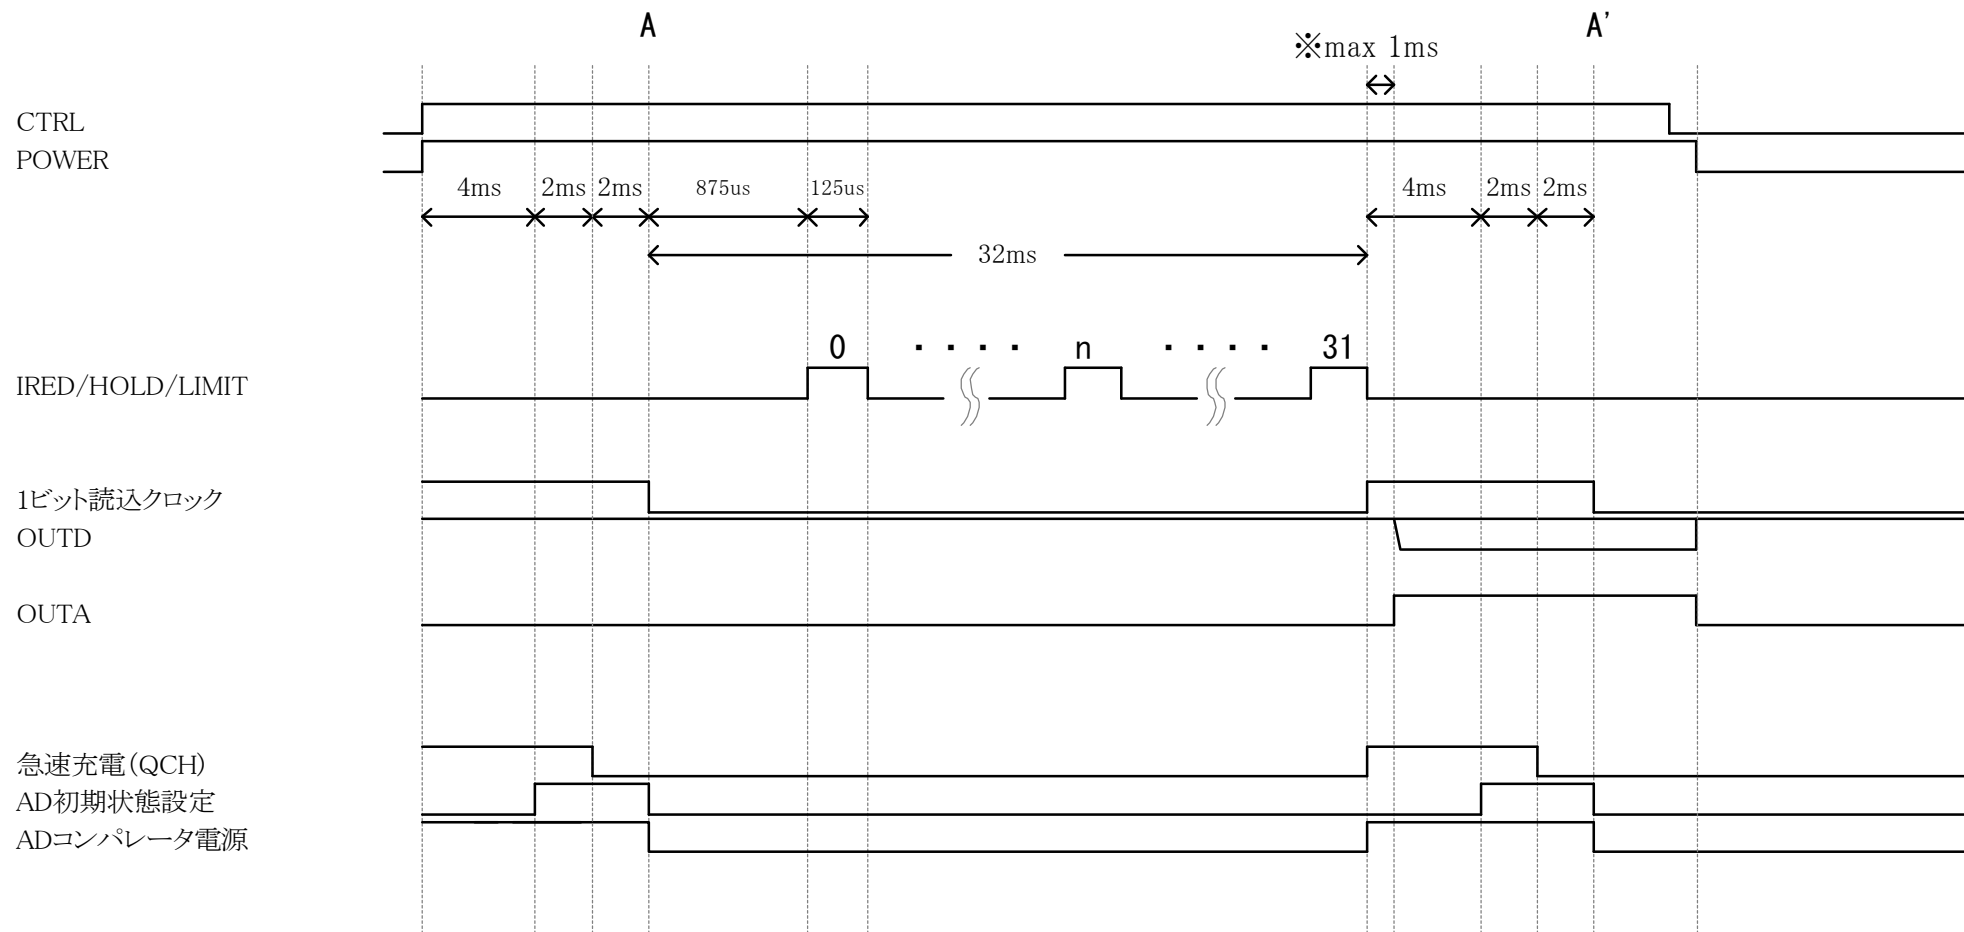 A
A'
※max 1ms
CTRL
POWER
4ms 2ms 2ms 875us 125us 4ms 2ms 2ms
32ms
0 ・・・・ n ・・・・ 31
IRED/HOLD/LIMIT
1ビット読込クロック
OUTD
OUTA
急速充電(QCH)
AD初期状態設定
ADコンパレータ電源